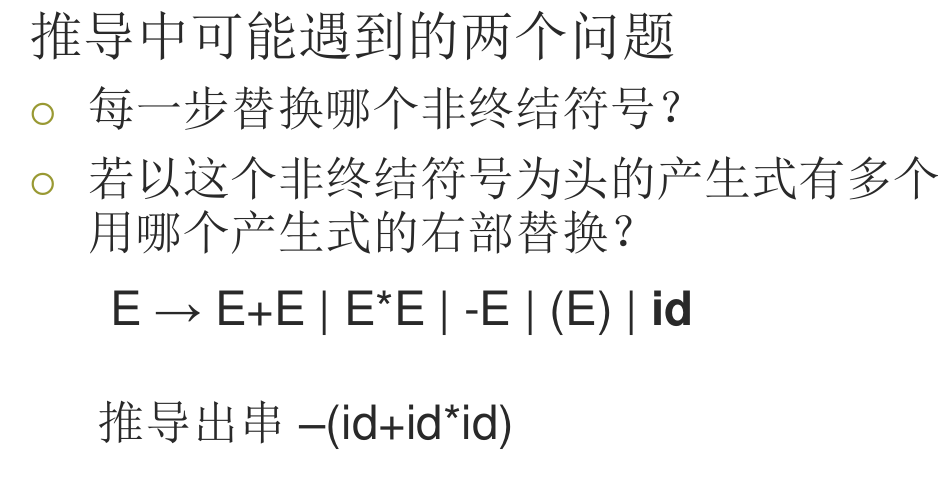 推导中可能遇到的两个问题
每一步替换哪个非终结符号？
若以这个非终结符号为头的产生式有多个
用哪个产生式的右部替换？
E → E+E | E*E | -E | (E) | id
推导出串 –(id+id*id)